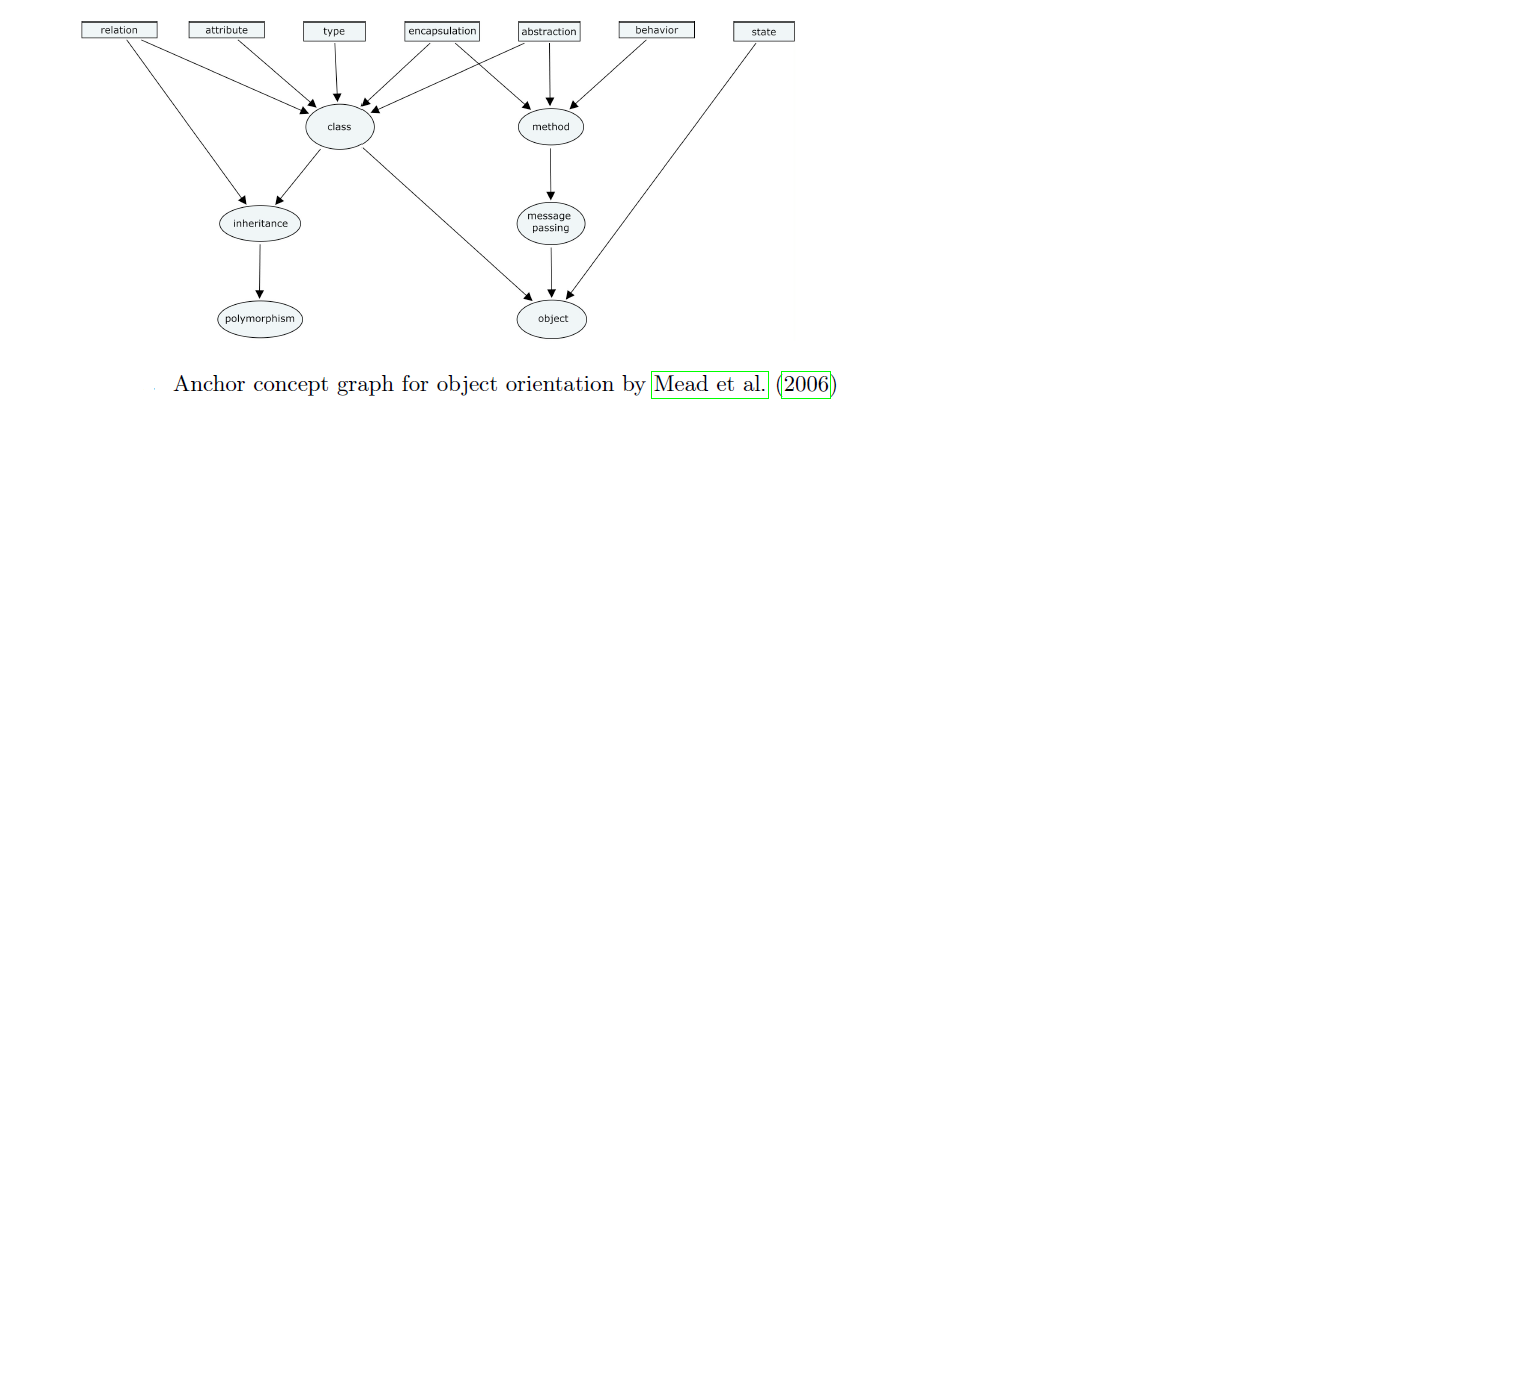 relation
attribute
type
encapsulation
abstraction
behavior
state
class
method
inheritance
message
passing
polymorphism
object
Anchor concept graph for object orientation by Mead et al. (2006)